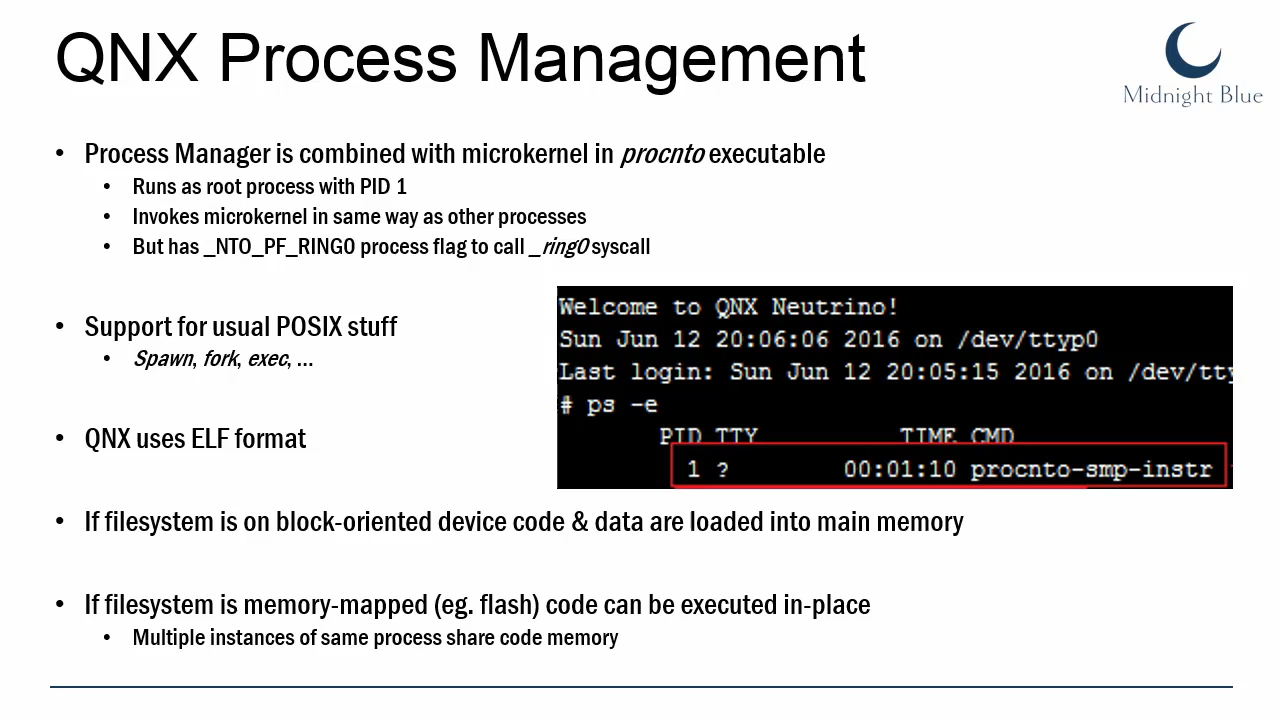 QNX Process Management
Midnight Blue
• Process Manager is combined with microkernel in procnto executable
• Runs as root process with PID 1
• Invokes microkernel in same way as other processes
• But has _NTO_PF_RING0 process flag to call _ring0 syscall
• Support for usual POSIX stuff
• Spawn, fork, exec, ...
• QNX uses ELF format
Welcome to QNX Neutrino!
Sun Jun 12 20:06:06 2016 on /dev/ttyp0
Last login: Sun Jun 12 20:05:15 2016 on /dev/tty
# ps -e
PID TTY TIME CMD
1 ? 00:01:10 procnto-smp-instr
• If filesystem is on block-oriented device code & data are loaded into main memory
• If filesystem is memory-mapped (eg. flash) code can be executed in-place
• Multiple instances of same process share code memory